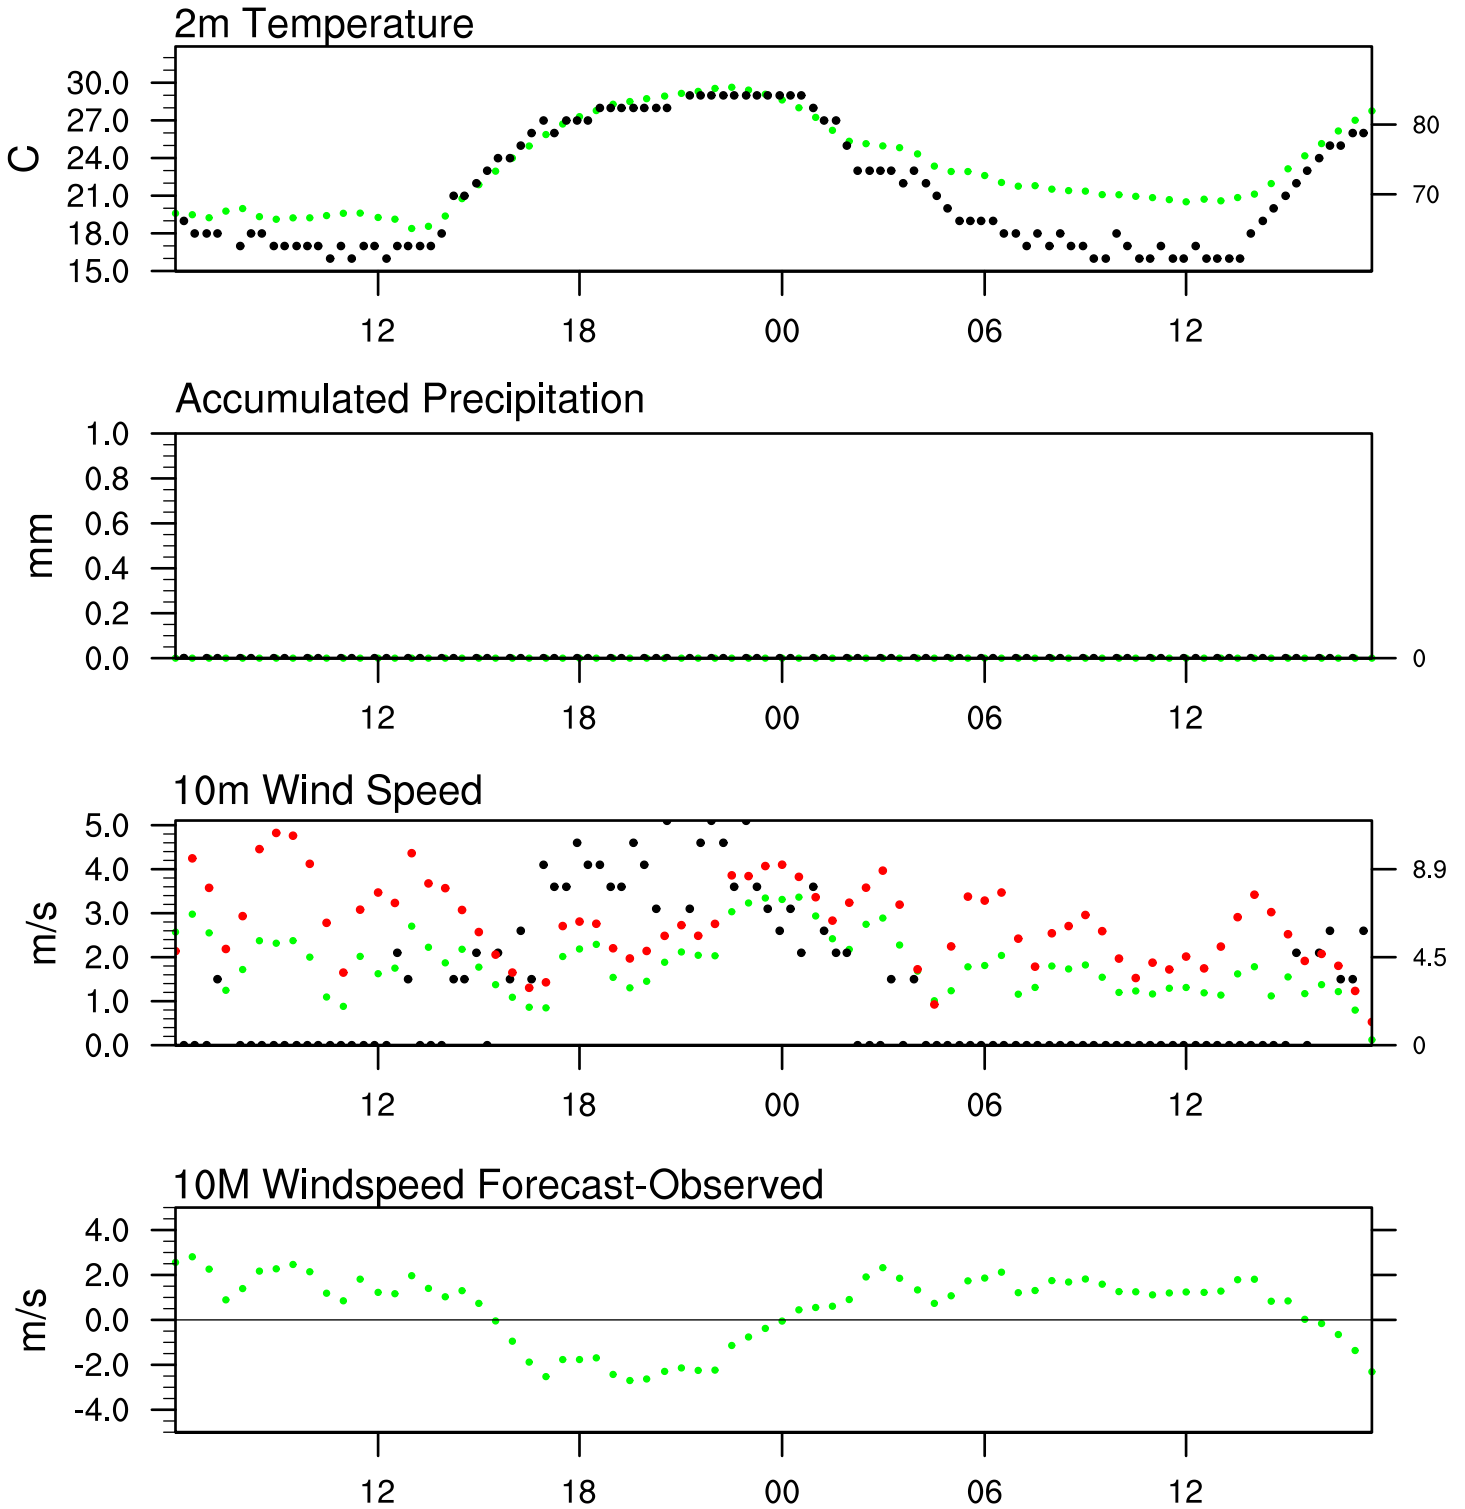 2m Temperature
30.0
27.0
24.0
21.0
18.0
15.0
C
80
70
12 18 00 06 12
Accumulated Precipitation
1.0
0.8
0.6
0.4
0.2
0.0
mm
0
12 18 00 06 12
10m Wind Speed
5.0
4.0
3.0
2.0
1.0
0.0
m/s
8.9
4.5
0
12 18 00 06 12
10M Windspeed Forecast-Observed
4.0
2.0
0.0
-2.0
-4.0
m/s
12 18 00 06 12